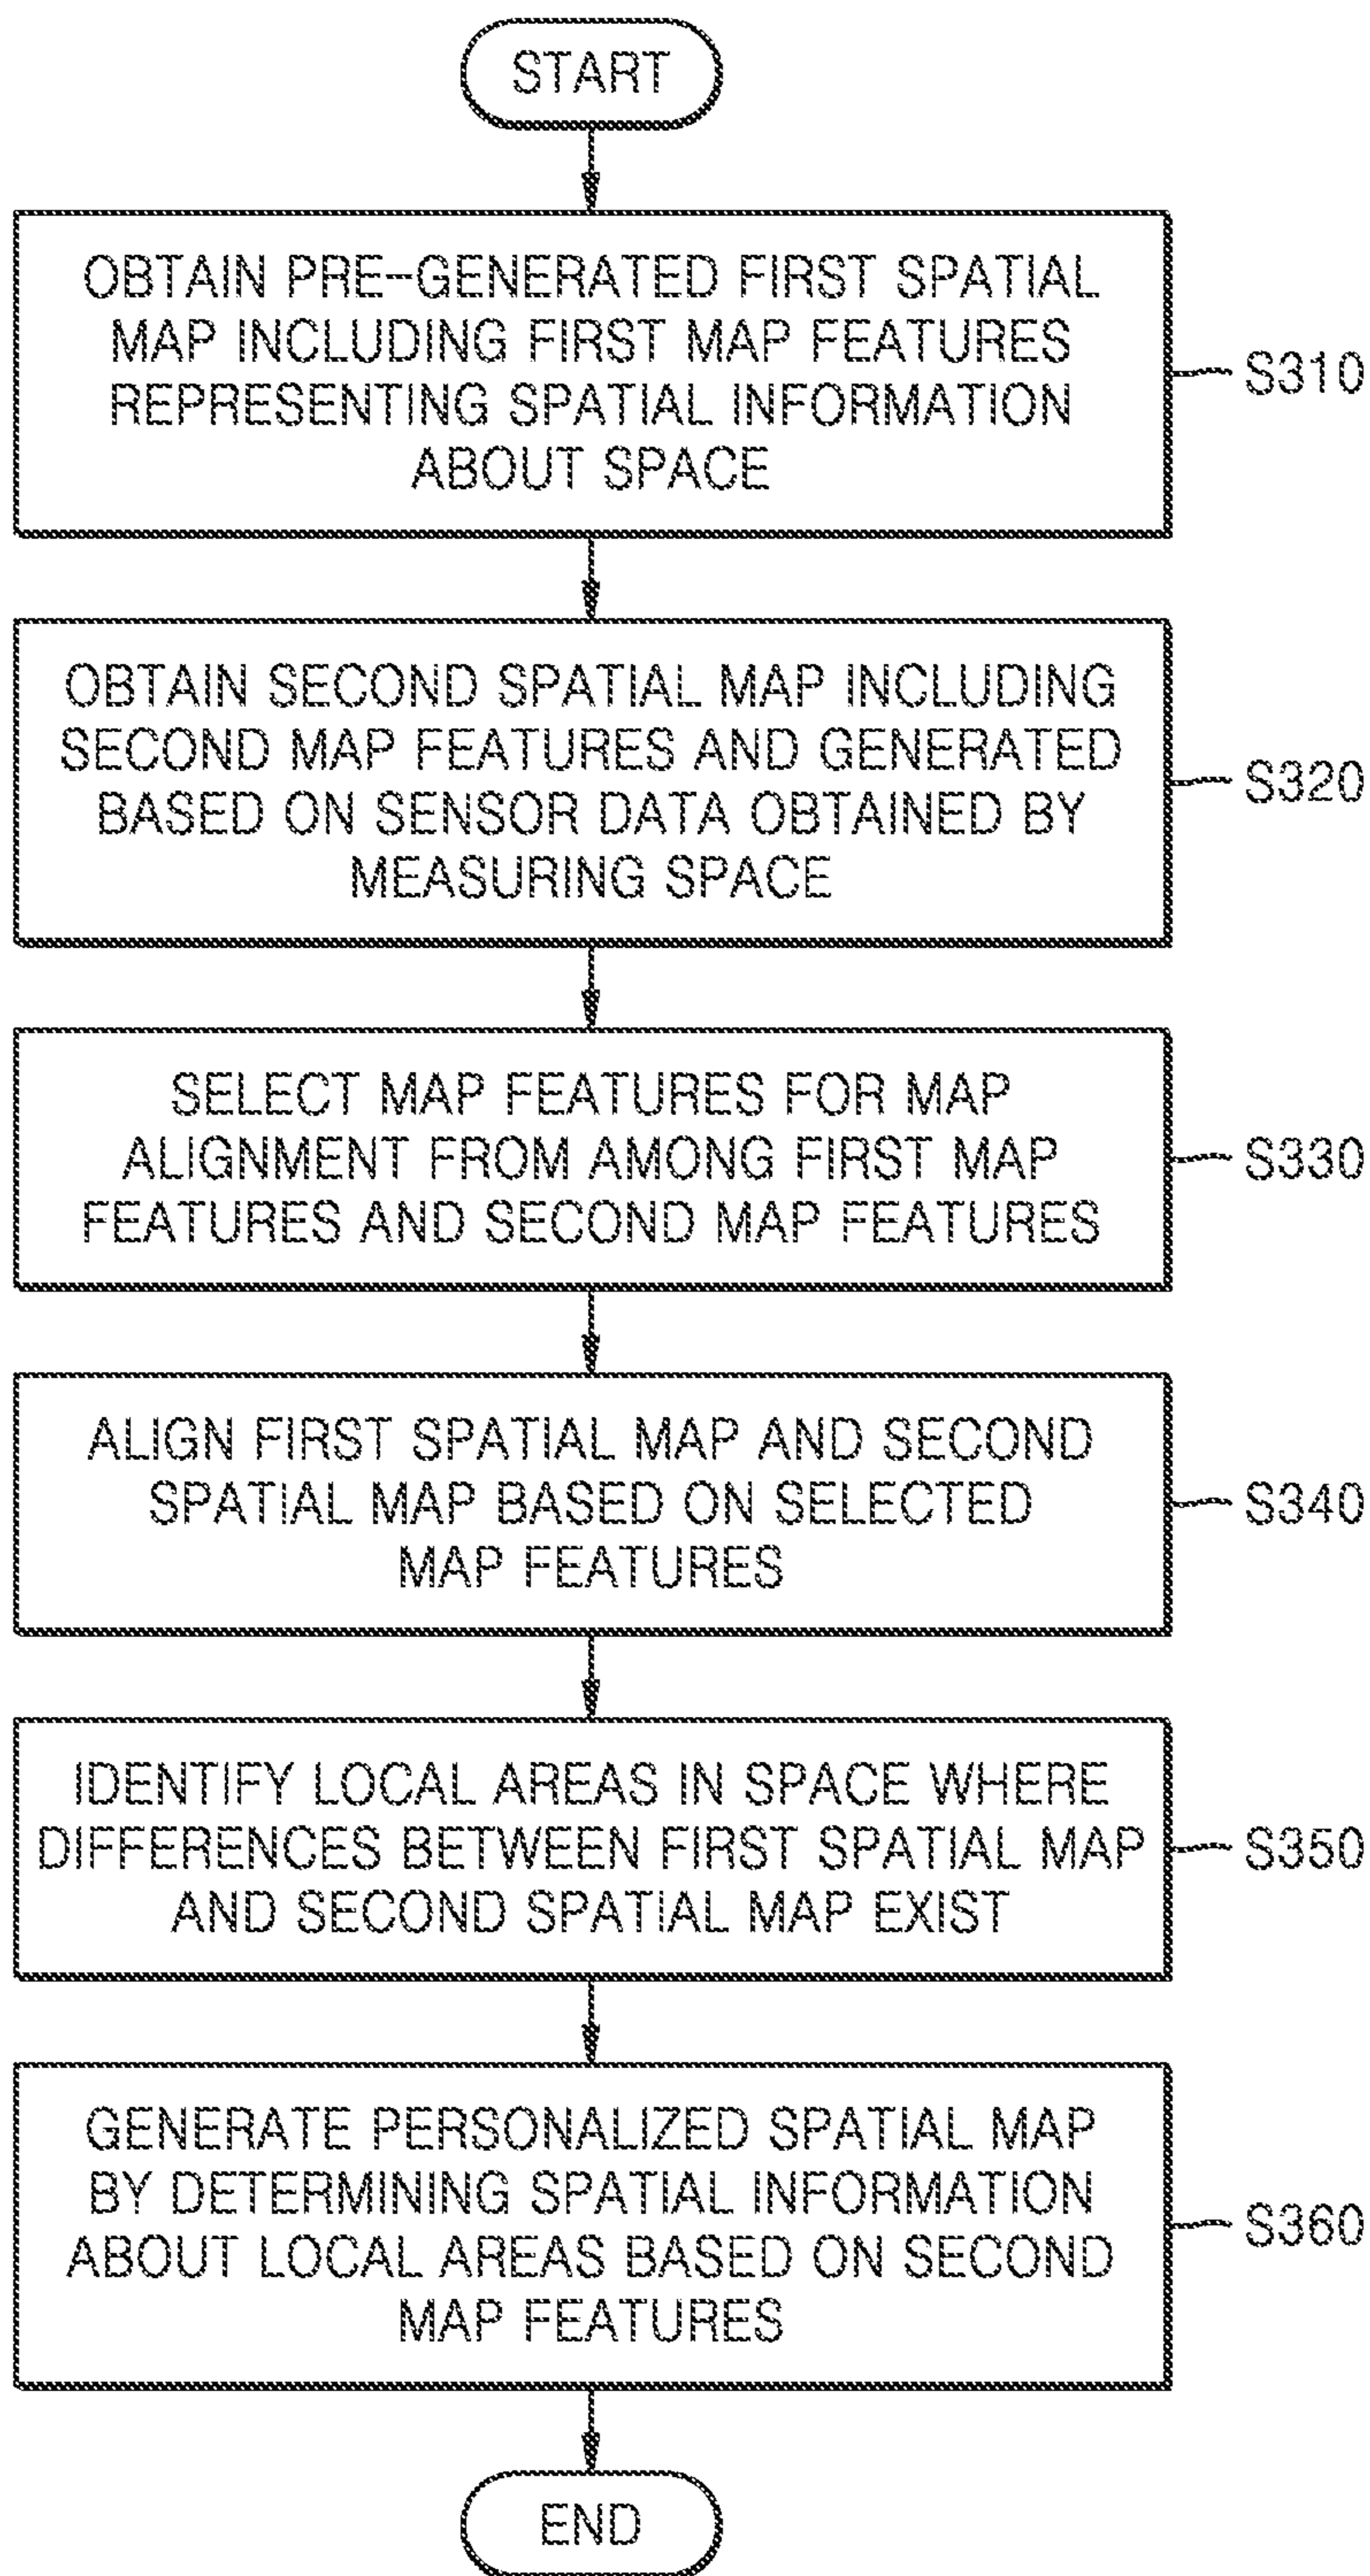 START
OBTAIN PRE-GENERATED FIRST SPATIAL
MAP INCLUDING FIRST MAP FEATURES
REPRESENTING SPATIAL INFORMATION
ABOUT SPACE
S310
OBTAIN SECOND SPATIAL MAP INCLUDING
SECOND MAP FEATURES AND GENERATED
BASED ON SENSOR DATA OBTAINED BY
MEASURING SPACE
S320
SELECT MAP FEATURES FOR MAP
ALIGNMENT FROM AMONG FIRST MAP
FEATURES AND SECOND MAP FEATURES
S330
ALIGN FIRST SPATIAL MAP AND SECOND
SPATIAL MAP BASED ON SELECTED
MAP FEATURES
S340
IDENTIFY LOCAL AREAS IN SPACE WHERE
DIFFERENCES BETWEEN FIRST SPATIAL MAP
AND SECOND SPATIAL MAP EXIST
S350
GENERATE PERSONALIZED SPATIAL MAP
BY DETERMINING SPATIAL INFORMATION
ABOUT LOCAL AREAS BASED ON SECOND
MAP FEATURES
S360
END